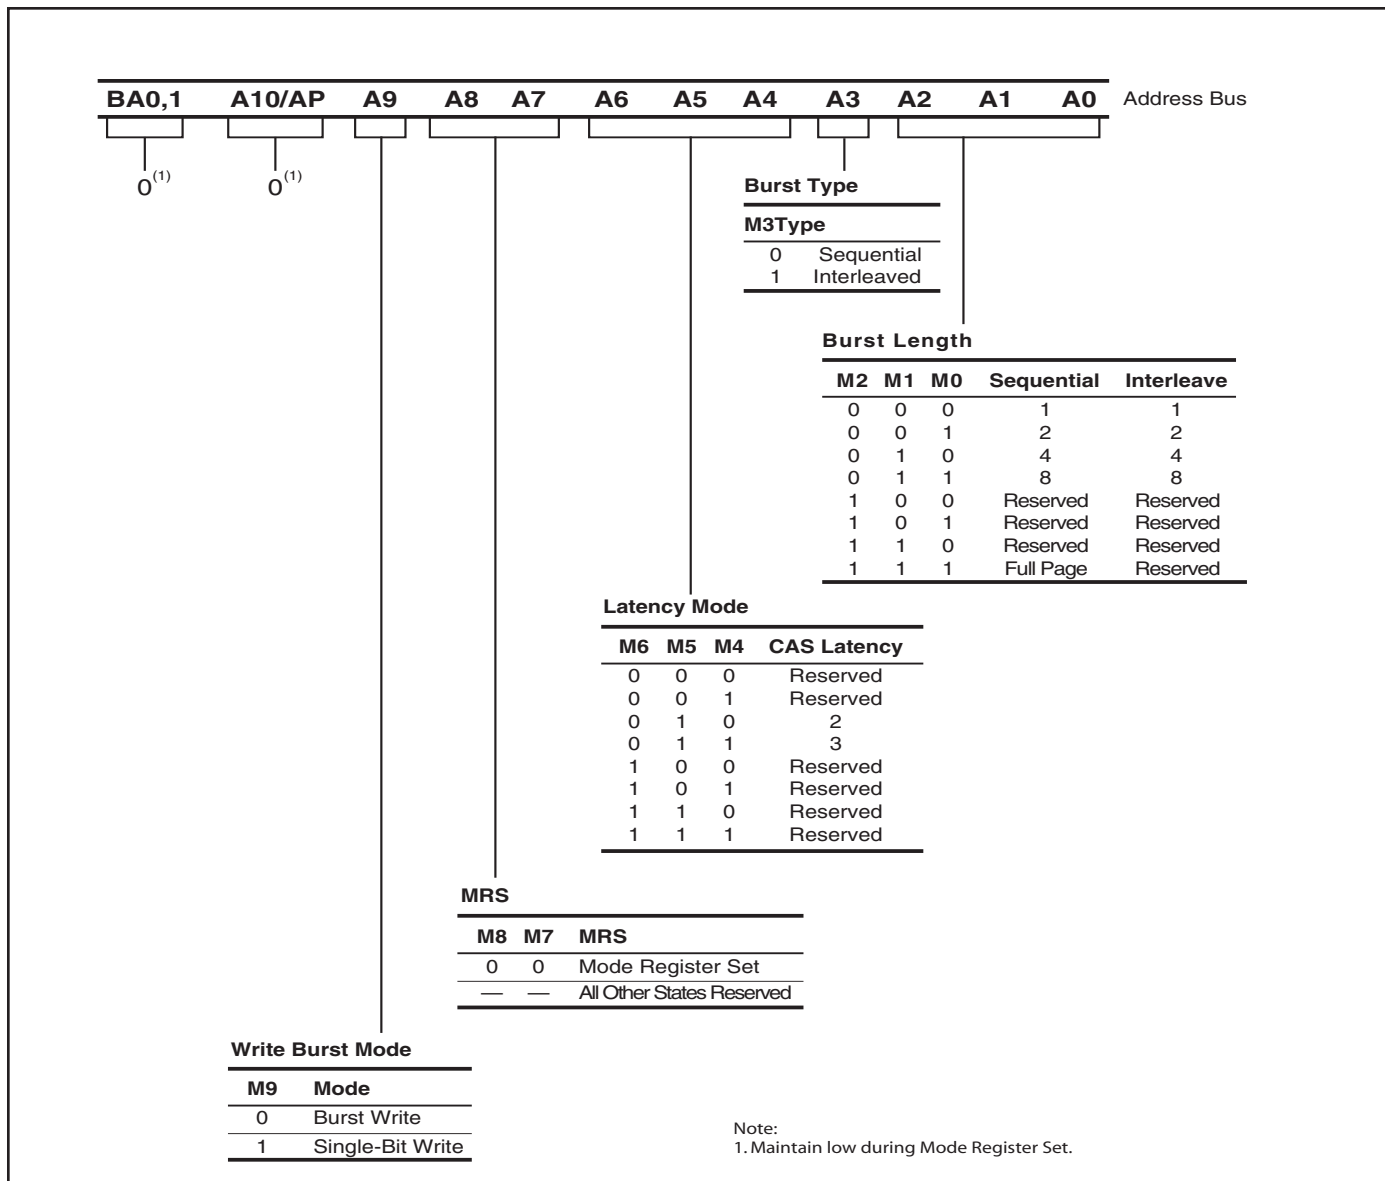 BA0,1 A10/AP A9 A8 A7 A6 A5 A4 A3 A2 A1 A0 Address Bus
0(1) 0(1)
Burst Type
M3Type
0 Sequential
1 Interleaved
Burst Length
M2 M1 M0 Sequential Interleave
0 0 0 1 1
0 0 1 2 2
0 1 0 4 4
0 1 1 8 8
1 0 0 Reserved Reserved
1 0 1 Reserved Reserved
1 1 0 Reserved Reserved
1 1 1 Full Page Reserved
Latency Mode
M6 M5 M4 CAS Latency
0 0 0 Reserved
0 0 1 Reserved
0 1 0 2
0 1 1 3
1 0 0 Reserved
1 0 1 Reserved
1 1 0 Reserved
1 1 1 Reserved
MRS
M8 M7 MRS
0 0 Mode Register Set
— — All Other States Reserved
Write Burst Mode
M9 Mode
0 Burst Write
1 Single-Bit Write
Note:
1. Maintain low during Mode Register Set.